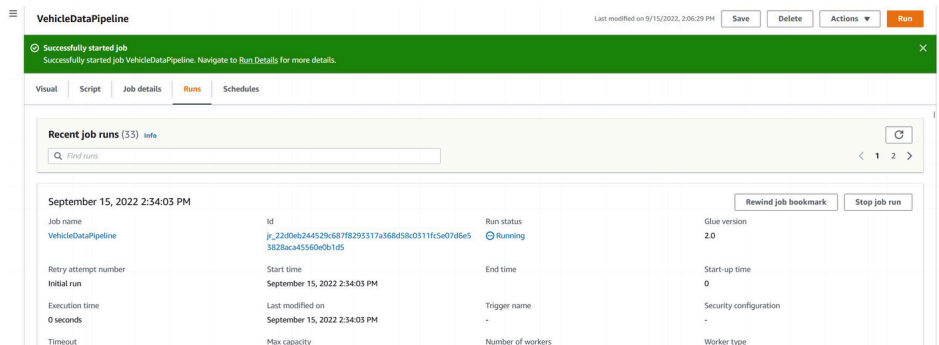 VehicleDataPipeline
Last modified on 9/15/2022, 2:06:29 PM
Save
Delete
Actions ▼
Run
Successfully started job
Successfully started job VehicleDataPipeline. Navigate to Run Details for more details.
Visual
Script
Job details
Runs
Schedules
Recent job runs (33) Info
Find runs
1 2
September 15, 2022 2:34:03 PM
Rewind job bookmark
Stop job run
Job name
Id
Run status
Glue version
VehicleDataPipeline
jr_22d0eb244529c687f8293317a368d58c0311fc5e07d6e5
3828aca45560e0b1d5
Running
2.0
Retry attempt number
Start time
End time
Start-up time
Initial run
September 15, 2022 2:34:03 PM
0
Execution time
Last modified on
Trigger name
Security configuration
0 seconds
September 15, 2022 2:34:03 PM
-
-
Timeout
Max capacity
Number of workers
Worker type